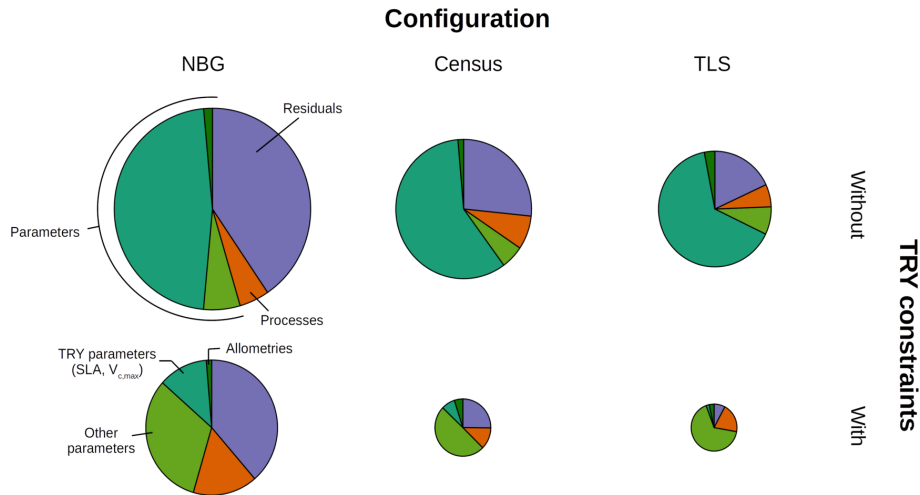 Configuration
NBG
Census
TLS
Residuals
Parameters
Processes
Without
TRY constraints
TRY parameters
(SLA, Vc,max)
Allometries
Other
parameters
With